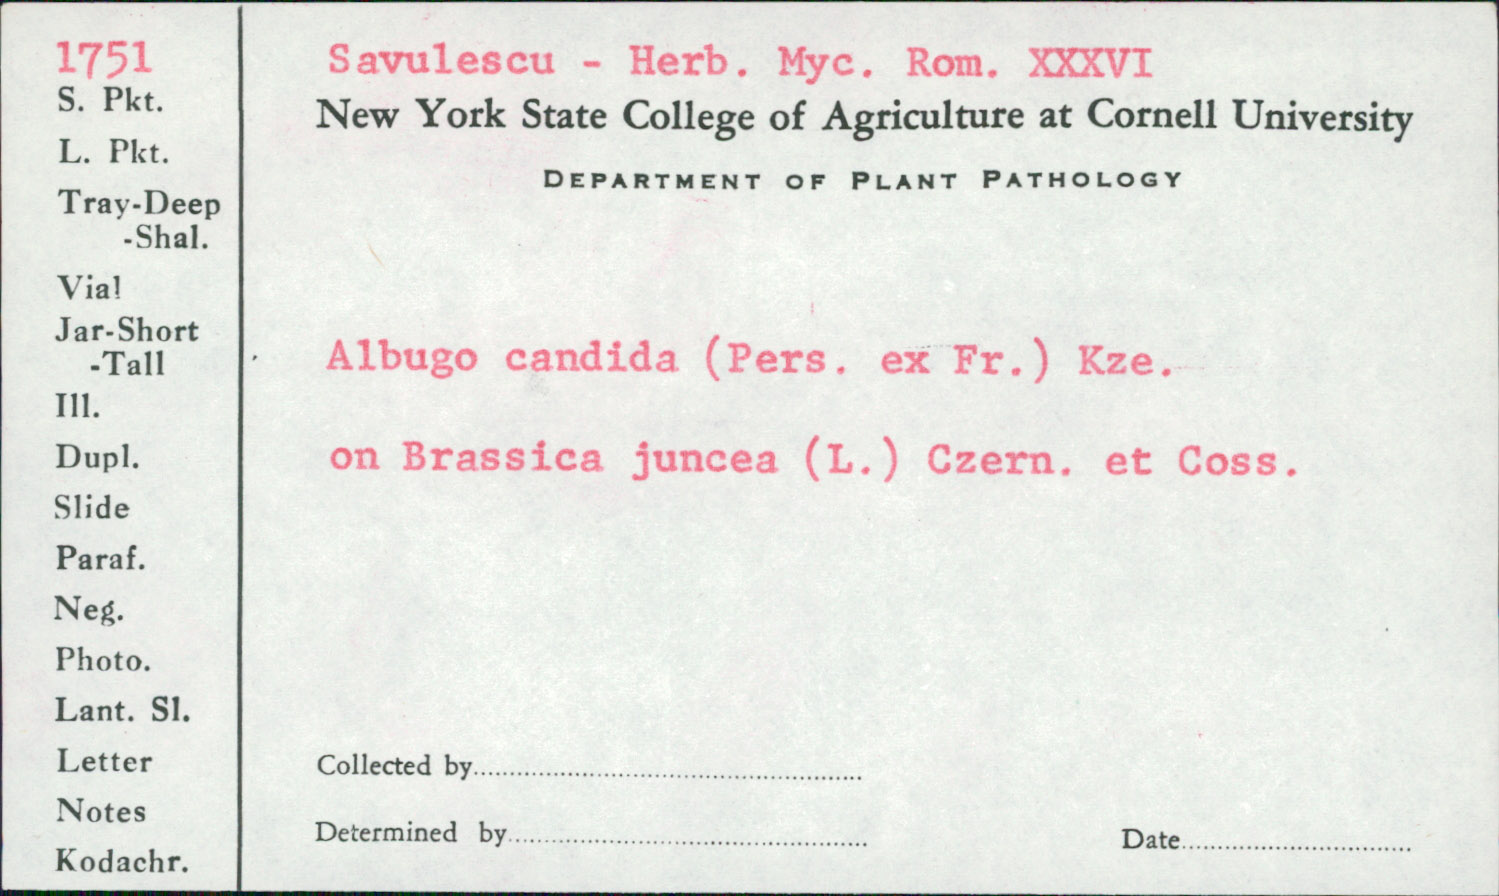 1751
S. Pkt.
L. Pkt.
Tray-Deep
-Shal.
Vial
Jar-Short
-Tall
Ill.
Dupl.
Slide
Paraf.
Neg.
Photo.
Lant. Sl.
Letter
Notes
Kodachr.
Savulescu - Herb. Myc. Rom. XXXVI
New York State College of Agriculture at Cornell University
DEPARTMENT OF PLANT PATHOLOGY
Albugo candida (Pers. ex Fr.) Kze.
on Brassica juncea (L.) Czern. et Coss.
Collected by
Determined by
Date